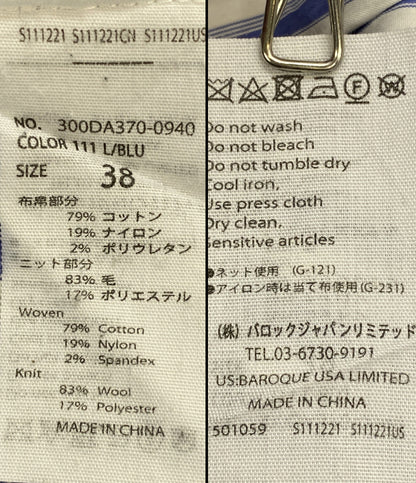 S111221 S111221CN S111221US
NO. 300DA370-0940
COLOR 111 L/BLU
SIZE 38
布帛部分
79% コットン
19% ナイロン
2% ポリウレタン
ニット部分
83% 毛
17% ポリエステル
Woven
79% Cotton
19% Nylon
2% Spandex
Knit
83% Wool
17% Polyester
MADE IN CHINA
Do not wash
Do not bleach
Do not tumble dry
Cool iron,
Use press cloth
Dry clean,
Sensitive articles
●ネット使用 (G-121)
●アイロン時は当て布使用(G-231)
(株) バロックジャパンリミテッド
TEL.03-6730-9191
US:BAROQUE USA LIMITED
MADE IN CHINA
501059 S111221 S111221US